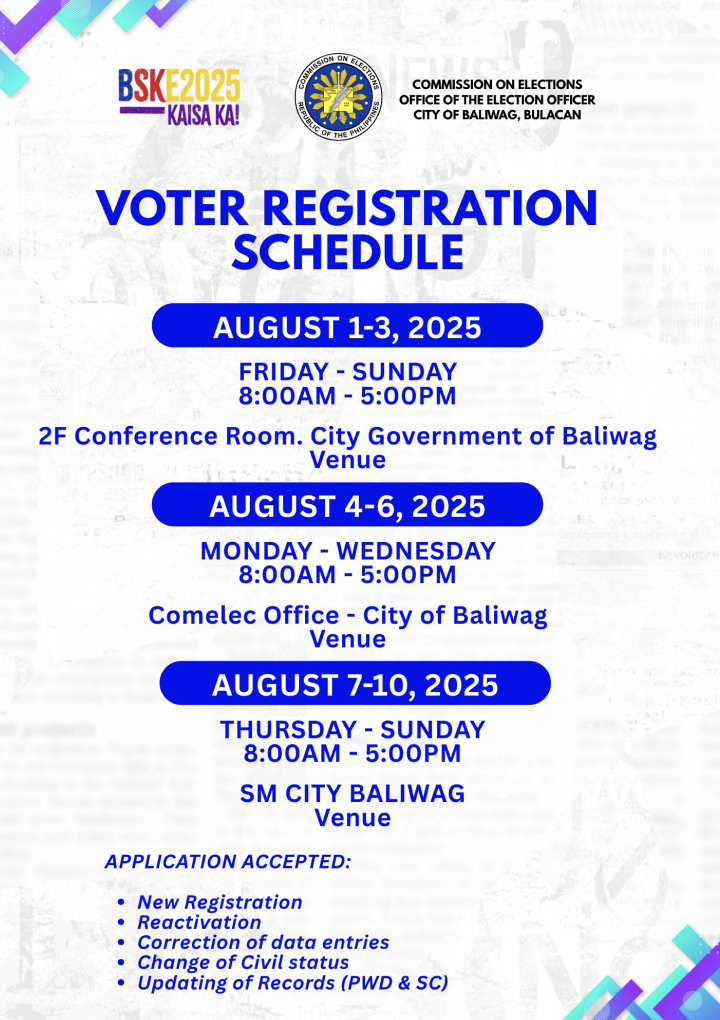 BSKE2025
KAISA KA!
COMMISSION ON ELECTIONS
REPUBLIC OF THE PHILIPPINES
COMMISSION ON ELECTIONS
OFFICE OF THE ELECTION OFFICER
CITY OF BALIWAG, BULACAN
VOTER REGISTRATION
SCHEDULE
AUGUST 1-3, 2025
FRIDAY - SUNDAY
8:00AM - 5:00PM
2F Conference Room. City Government of Baliwag
Venue
AUGUST 4-6, 2025
MONDAY - WEDNESDAY
8:00AM - 5:00PM
Comelec Office - City of Baliwag
Venue
AUGUST 7-10, 2025
THURSDAY - SUNDAY
8:00AM - 5:00PM
SM CITY BALIWAG
Venue
APPLICATION ACCEPTED:
• New Registration
• Reactivation
• Correction of data entries
• Change of Civil status
• Updating of Records (PWD & SC)